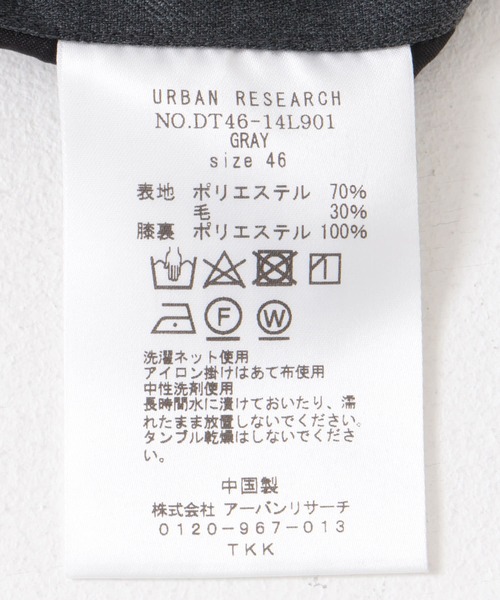 URBAN RESEARCH
NO.DT46-14L901
GRAY
size 46
表地 ポリエステル 70%
毛 30%
膝裏 ポリエステル 100%
F W
洗濯ネット使用
アイロン掛けはあて布使用
中性洗剤使用
長時間水に漬けておいたり、濡
れたまま放置しないでください。
タンブル乾燥はしないでくださ
い。
中国製
株式会社 アーバンリサーチ
0120-967-013
TKK